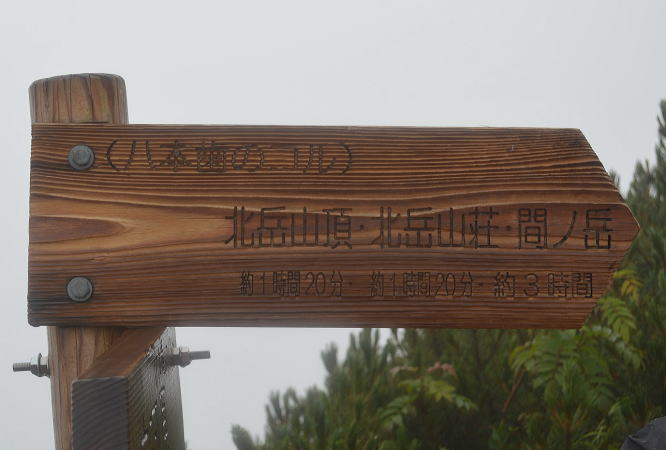 (八本歯のコル)
北岳山頂・北岳山荘・間ノ岳
約1時間20分・約1時間20分・約3時間